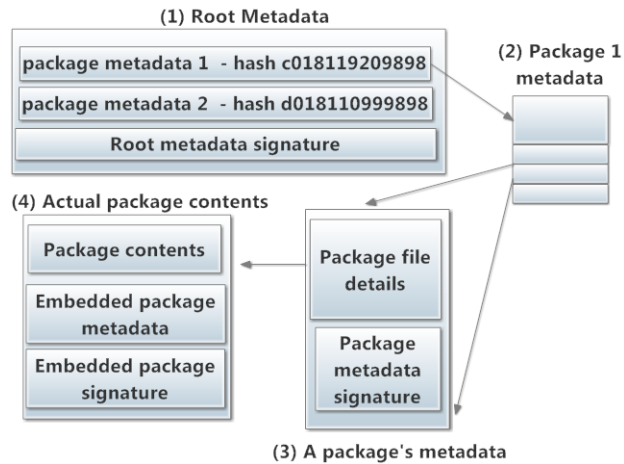 (1) Root Metadata
package metadata 1 - hash c018119209898
package metadata 2 - hash d018110999898
Root metadata signature
(2) Package 1
metadata
(4) Actual package contents
Package contents
Embedded package
metadata
Embedded package
signature
Package file
details
Package
metadata
signature
(3) A package's metadata